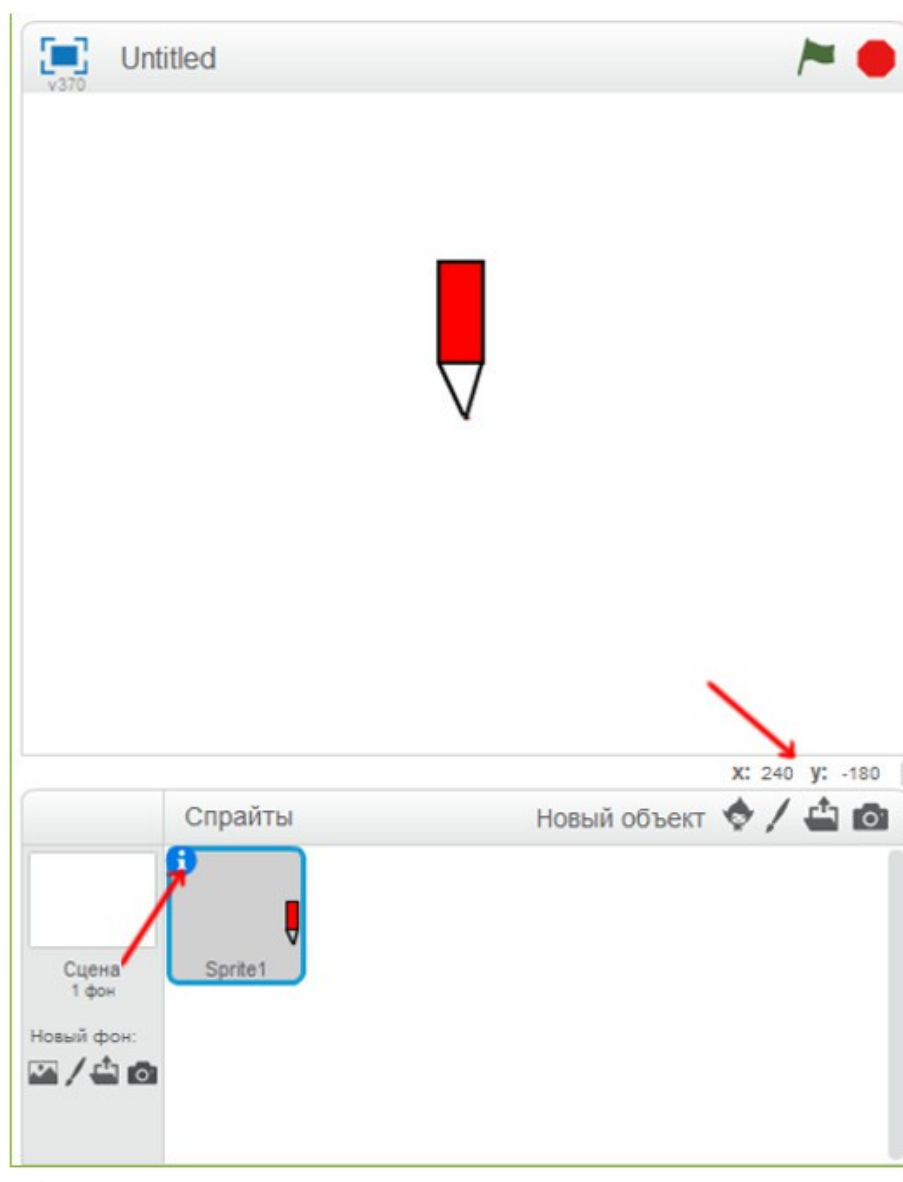 Untitled
v370
x: 240 y: -180
Спрайты
Новый объект
Sprite1
Сцена
1 фон
Новый фон: